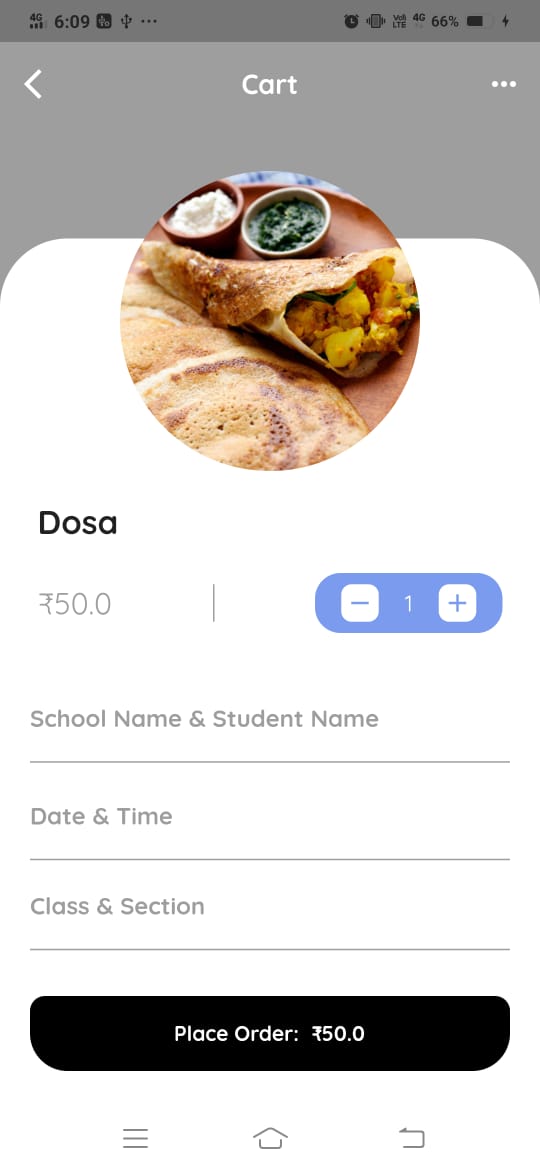 4G 6:09 ...
VoD LTE 4G 66%
Cart
Dosa
₹50.0
1
School Name & Student Name
Date & Time
Class & Section
Place Order: ₹50.0